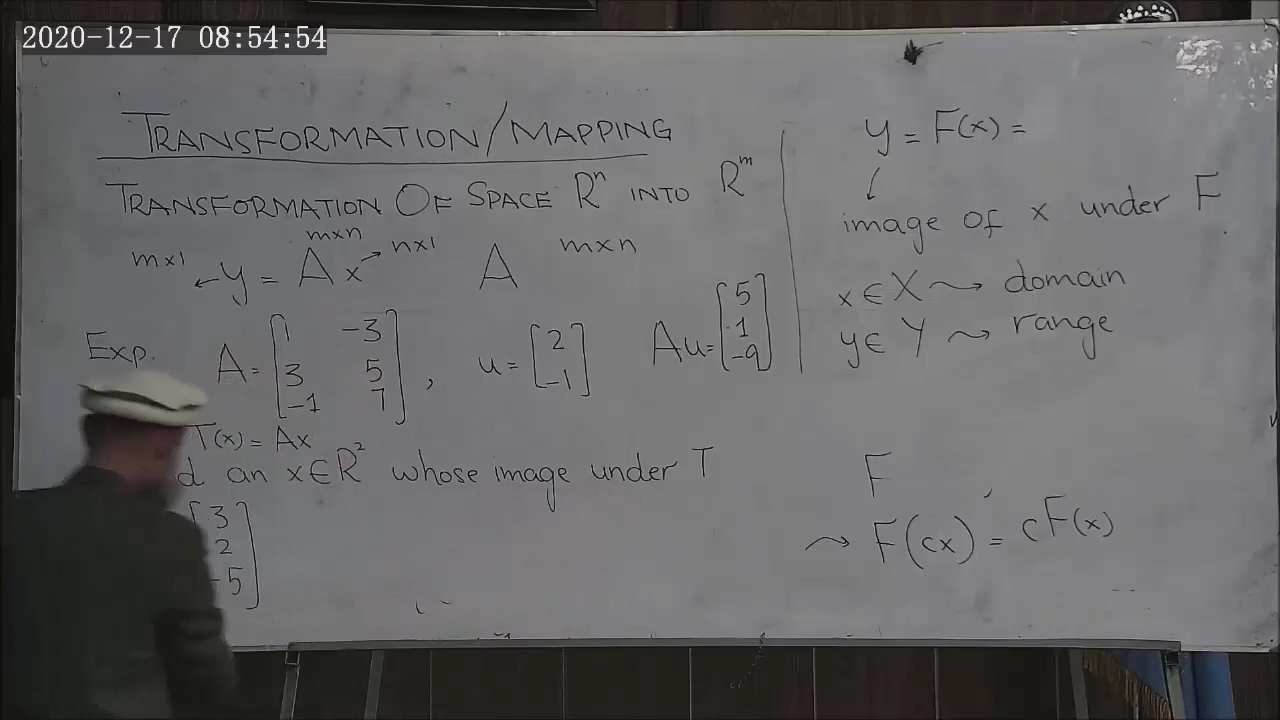 2020-12-17 08:54:54
TRANSFORMATION/MAPPING
TRANSFORMATION OF SPACE Rⁿ INTO Rᵐ
m×1 ← y = A x → n×1 A m×n
m×n
Exp. A = [1 -3
3 5
-1 7], u = [2
-1] Au = [5
1
-9]
T(x) = Ax
d an x∈R² whose image under T
[3
2
-5]
y = F(x) =
↓
image of x under F
x∈X ⇝ domain
y∈Y ⇝ range
F
⇝ F(cx) = cF(x)